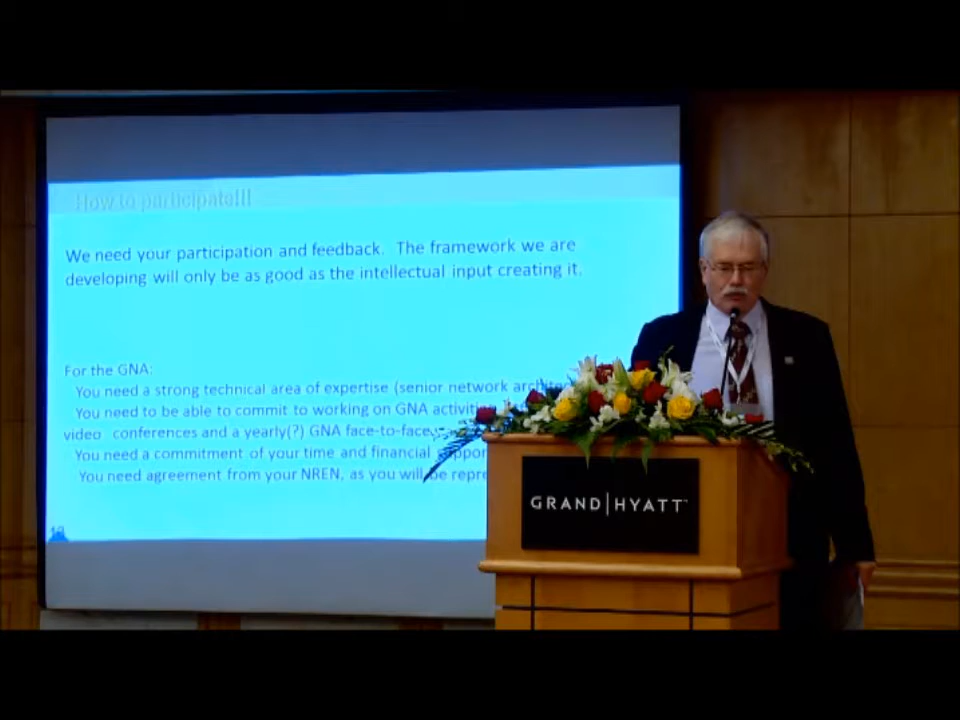 How to participate!!!
We need your participation and feedback. The framework we are
developing will only be as good as the intellectual input creating it.
For the GNA:
You need a strong technical area of expertise (senior network
You need to be able to commit to working on GNA
video conferences and a yearly(?) GNA face-to-face
You need a commitment of your time and financial
You need agreement from your NREN, as you will be
18
GRAND|HYATT™